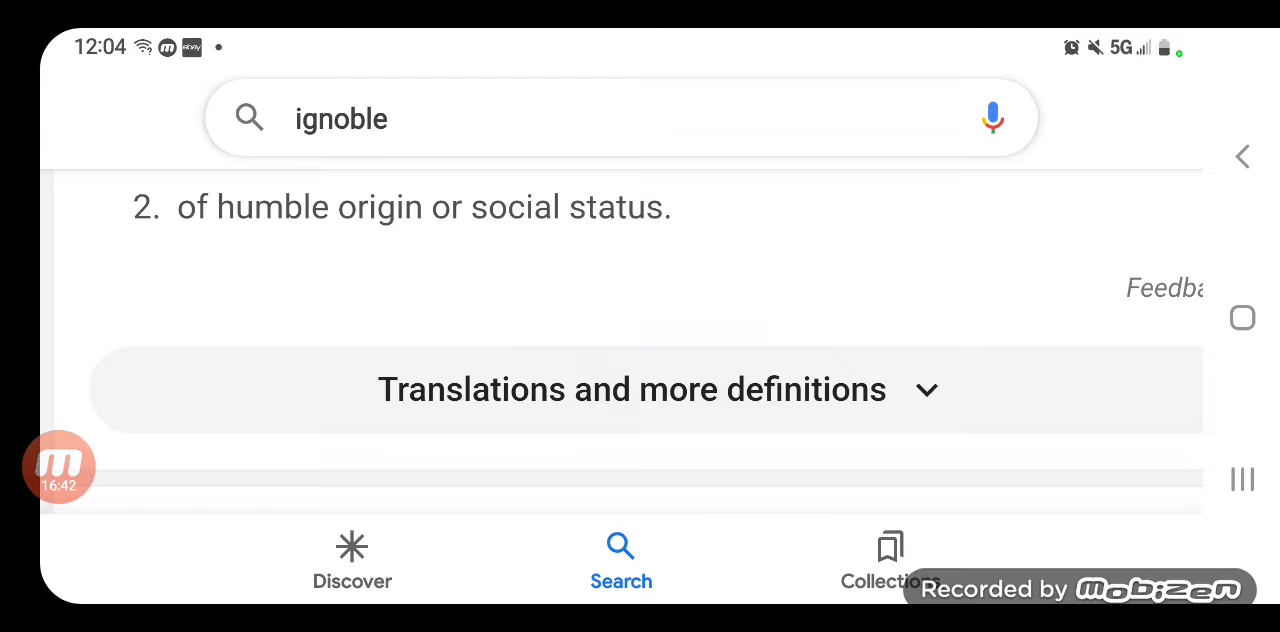 12:04 m ebay 5G
ignoble
2. of humble origin or social status.
Feedba
Translations and more definitions
m
16:42
Discover Search Collections
Recorded by mobizen